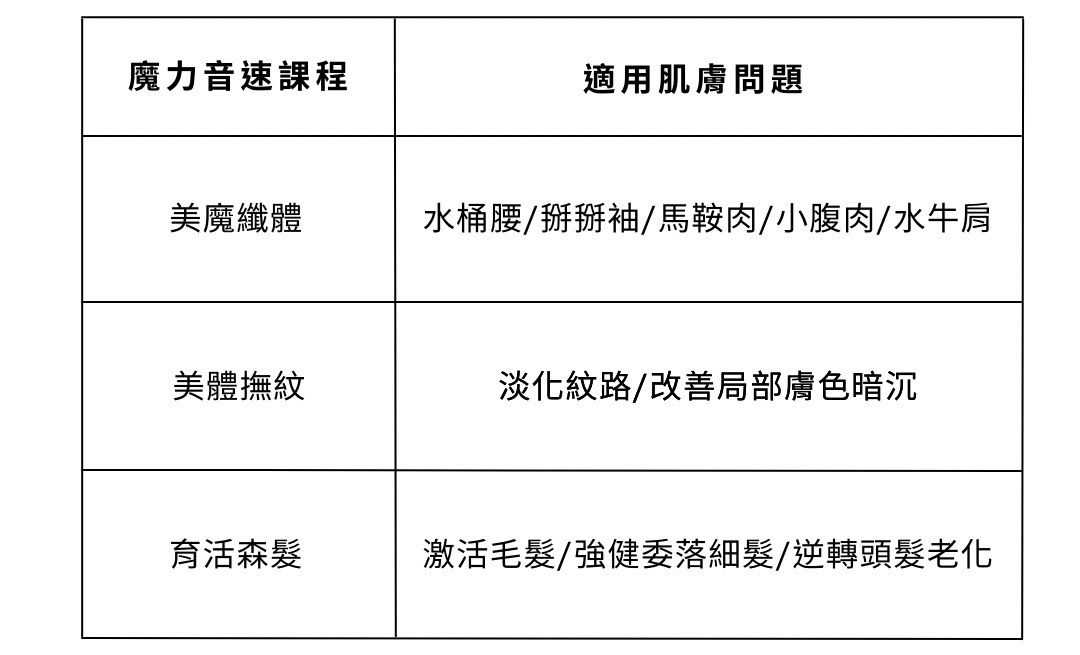 魔力音速課程 適用肌膚問題
美魔纖體 水桶腰/掰掰袖/馬鞍肉/小腹肉/水牛肩
美體撫紋 淡化紋路/改善局部膚色暗沉
育活森髮 激活毛髮/強健委落細髮/逆轉頭髮老化